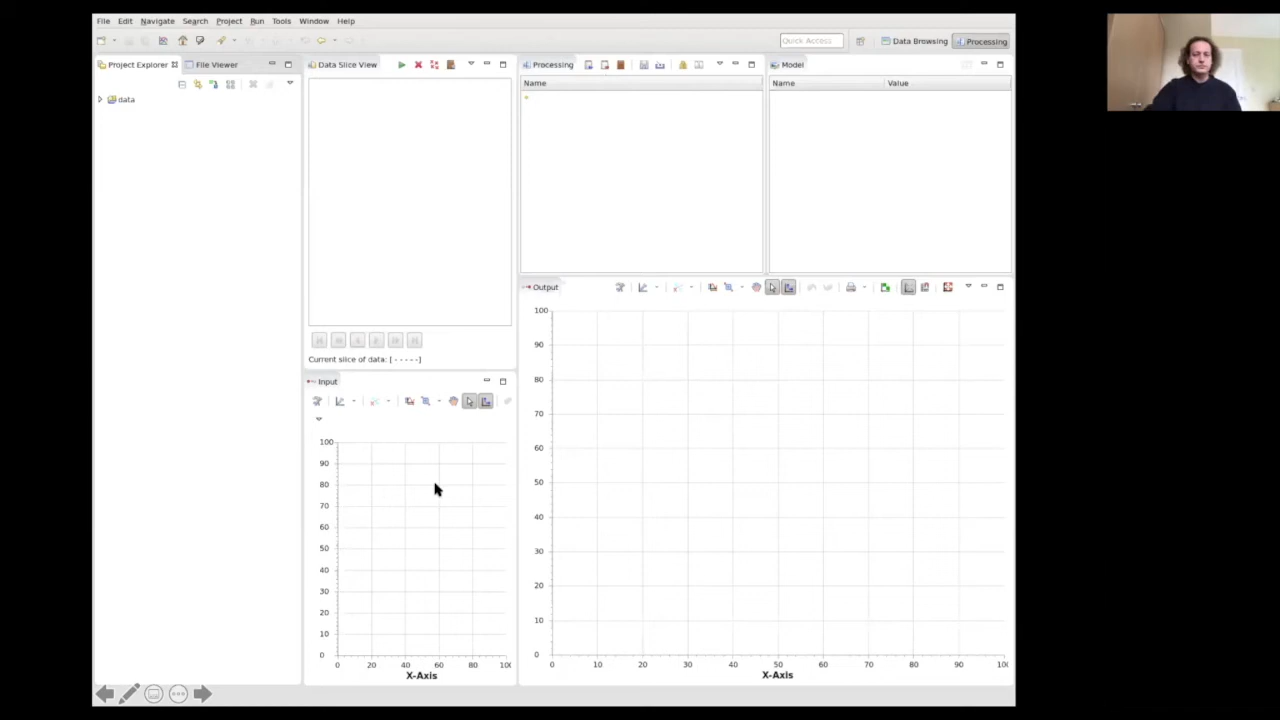 File Edit Navigate Search Project Run Tools Window Help
Quick Access
Data Browsing
Processing
Project Explorer
File Viewer
data
Data Slice View
Current slice of data: [ - - - - -]
Processing
Name
Model
Name Value
Input
100
90
80
70
60
50
40
30
20
10
0
0 20 40 60 80 100
X-Axis
Output
100
90
80
70
60
50
40
30
20
10
0
0 10 20 30 40 50 60 70 80 90
X-Axis